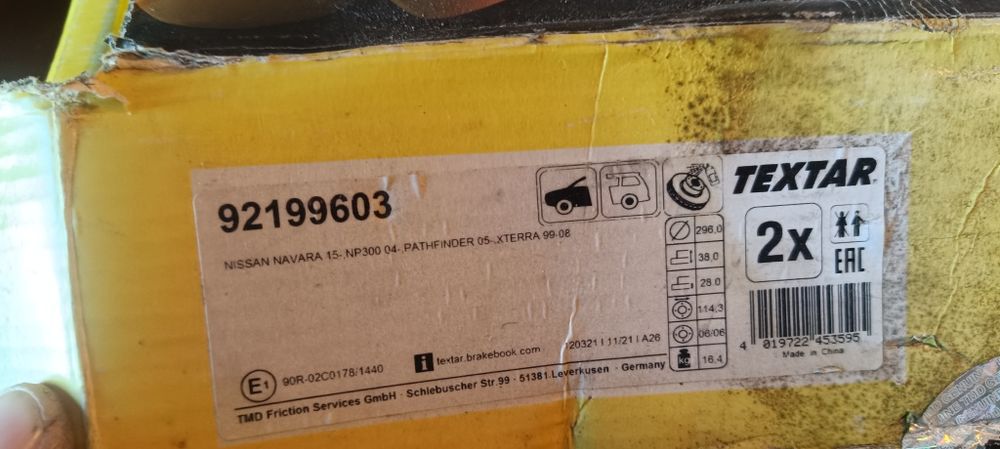 92199603
NISSAN NAVARA 15-,NP300 04-,PATHFINDER 05-,XTERRA 99-08
TEXTAR
2x
EAC
296,0
38,0
28,0
114,3
06/06
kg 16,4
4 019722 453595
Made in China
i textar.brakebook.com
120321 | 11/21 | A26
E1 90R-02C0178/1440
TMD Friction Services GmbH · Schlebuscher Str.99 · 51381 Leverkusen · Germany